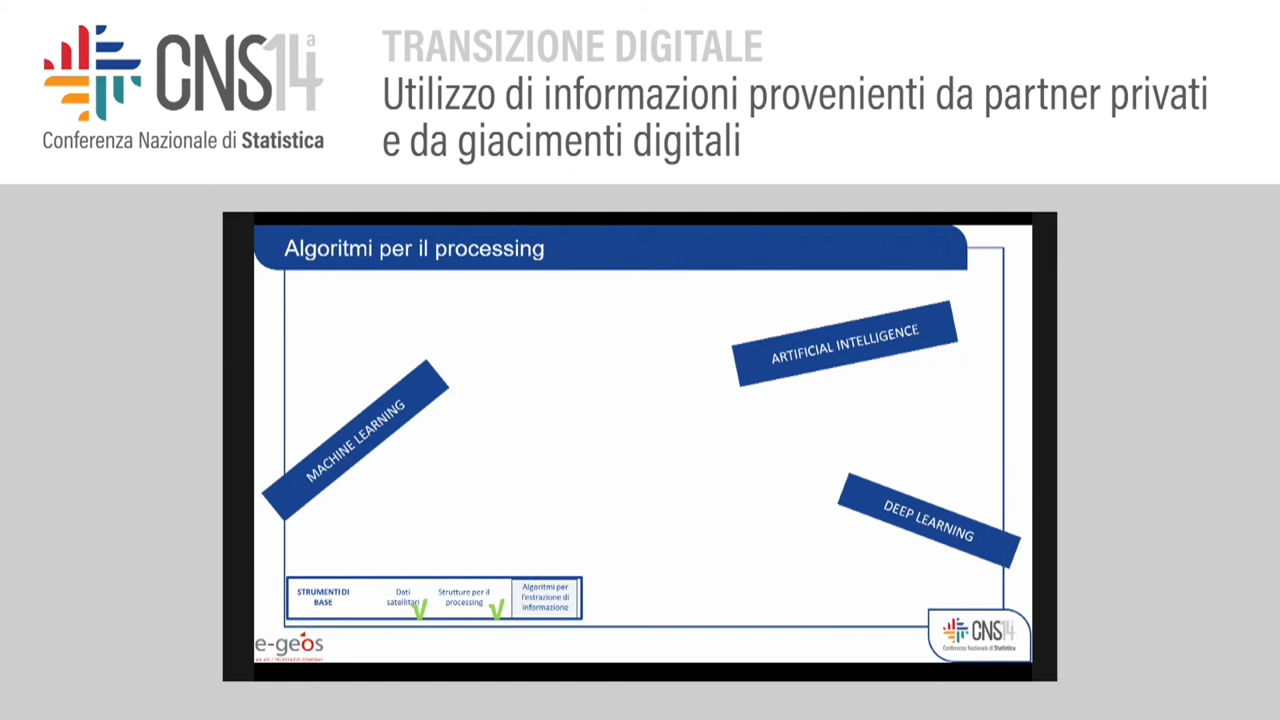 CNS14a
Conferenza Nazionale di Statistica
TRANSIZIONE DIGITALE
Utilizzo di informazioni provenienti da partner privati
e da giacimenti digitali
Algoritmi per il processing
ARTIFICIAL INTELLIGENCE
MACHINE LEARNING
DEEP LEARNING
STRUMENTI DI
BASE
Dati
satellitari
Strutture per il
processing
Algoritmi per
l'estrazione di
informazione
e-geos
CNS14
Conferenza Nazionale di Statistica